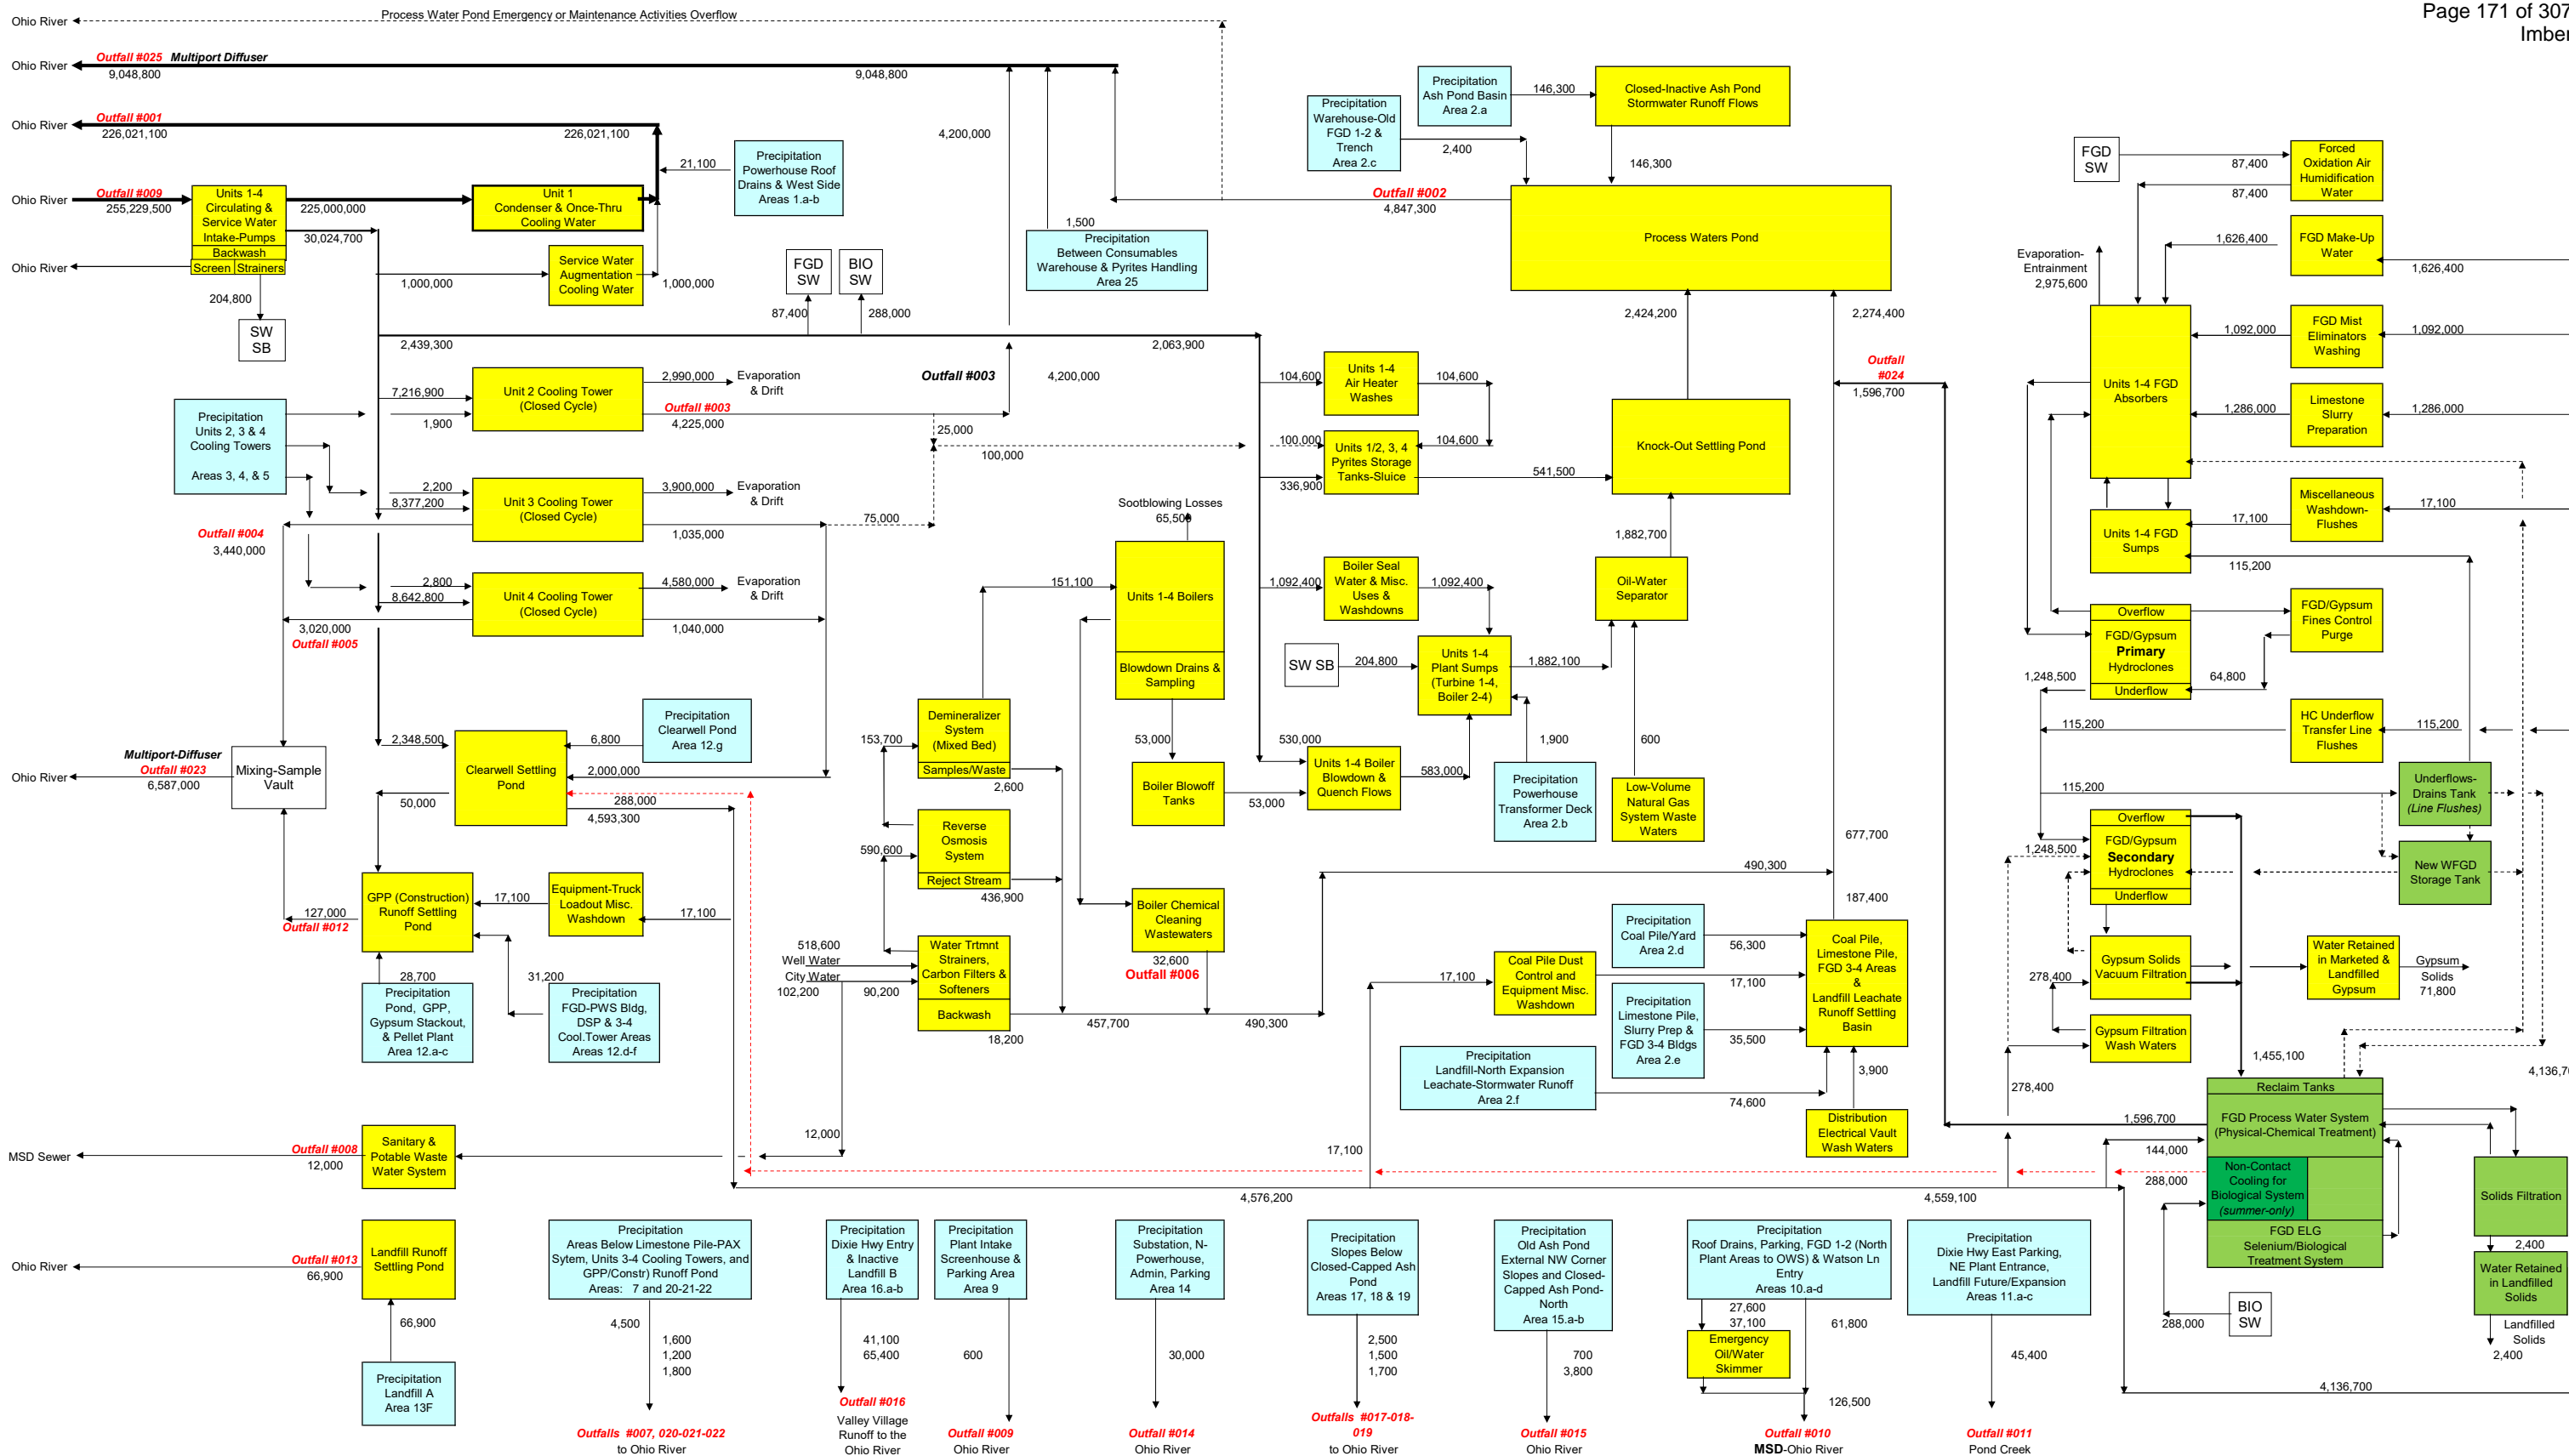 Page 171 of 307
Imber
Process Water Pond Emergency or Maintenance Activities Overflow
Ohio River
Ohio River
Outfall #025 Multiport Diffuser
9,048,800
9,048,800
Ohio River
Outfall #001
226,021,100
226,021,100
4,200,000
Ohio River
Outfall #009
255,229,500
Units 1-4
Circulating &
Service Water
Intake-Pumps
Backwash
Screen
Strainers
Ohio River
204,800
SW
SB
225,000,000
30,024,700
Unit 1
Condenser & Once-Thru
Cooling Water
21,100
Precipitation
Powerhouse Roof
Drains & West Side
Areas 1.a-b
1,000,000
Service Water
Augmentation
Cooling Water
1,000,000
FGD
SW
BIO
SW
87,400
288,000
2,439,300
2,063,900
1,500
Precipitation
Between Consumables
Warehouse & Pyrites Handling
Area 25
Precipitation
Warehouse-Old
FGD 1-2 &
Trench
Area 2.c
2,400
Precipitation
Ash Pond Basin
Area 2.a
146,300
Closed-Inactive Ash Pond
Stormwater Runoff Flows
146,300
Outfall #002
4,847,300
Process Waters Pond
2,424,200
2,274,400
Precipitation
Units 2, 3 & 4
Cooling Towers
Areas 3, 4, & 5
7,216,900
1,900
Unit 2 Cooling Tower
(Closed Cycle)
2,990,000
Evaporation
& Drift
Outfall #003
4,225,000
Outfall #003
4,200,000
25,000
100,000
2,200
8,377,200
Unit 3 Cooling Tower
(Closed Cycle)
3,900,000
Evaporation
& Drift
1,035,000
75,000
Outfall #004
3,440,000
2,800
8,642,800
Unit 4 Cooling Tower
(Closed Cycle)
4,580,000
Evaporation
& Drift
1,040,000
3,020,000
Outfall #005
104,600
Units 1-4
Air Heater
Washes
104,600
100,000
Units 1/2, 3, 4
Pyrites Storage
Tanks-Sluice
104,600
336,900
541,500
Knock-Out Settling Pond
Outfall
#024
1,596,700
Sootblowing Losses
65,500
151,100
Units 1-4 Boilers
Blowdown Drains &
Sampling
1,092,400
Boiler Seal
Water & Misc.
Uses &
Washdowns
1,092,400
1,882,700
Oil-Water
Separator
SW SB
204,800
Units 1-4
Plant Sumps
(Turbine 1-4,
Boiler 2-4)
1,882,100
53,000
Boiler Blowoff
Tanks
53,000
530,000
Units 1-4 Boiler
Blowdown &
Quench Flows
583,000
1,900
Precipitation
Powerhouse
Transformer Deck
Area 2.b
600
Low-Volume
Natural Gas
System Waste
Waters
677,700
Ohio River
Multiport-Diffuser
Outfall #023
6,587,000
Mixing-Sample
Vault
2,348,500
Clearwell Settling
Pond
6,800
Precipitation
Clearwell Pond
Area 12.g
2,000,000
288,000
4,593,300
50,000
153,700
Demineralizer
System
(Mixed Bed)
Samples/Waste
2,600
590,600
Reverse
Osmosis
System
Reject Stream
436,900
518,600
Well Water
City Water
102,200
90,200
Water Trtmnt
Strainers,
Carbon Filters &
Softeners
Backwash
18,200
457,700
490,300
Boiler Chemical
Cleaning
Wastewaters
32,600
Outfall #006
490,300
187,400
127,000
Outfall #012
GPP (Construction)
Runoff Settling
Pond
17,100
Equipment-Truck
Loadout Misc.
Washdown
17,100
28,700
Precipitation
Pond, GPP,
Gypsum Stackout,
& Pellet Plant
Area 12.a-c
31,200
Precipitation
FGD-PWS Bldg,
DSP & 3-4
Cool.Tower Areas
Areas 12.d-f
17,100
Coal Pile Dust
Control and
Equipment Misc.
Washdown
Precipitation
Coal Pile/Yard
Area 2.d
56,300
17,100
Precipitation
Limestone Pile,
Slurry Prep &
FGD 3-4 Bldgs
Area 2.e
35,500
Coal Pile,
Limestone Pile,
FGD 3-4 Areas
&
Landfill Leachate
Runoff Settling
Basin
Precipitation
Landfill-North Expansion
Leachate-Stormwater Runoff
Area 2.f
74,600
3,900
Distribution
Electrical Vault
Wash Waters
MSD Sewer
Outfall #008
12,000
Sanitary &
Potable Waste
Water System
12,000
17,100
4,576,200
4,559,100
FGD
SW
87,400
87,400
Forced
Oxidation Air
Humidification
Water
1,626,400
FGD Make-Up
Water
1,626,400
Evaporation-
Entrainment
2,975,600
Units 1-4 FGD
Absorbers
1,092,000
FGD Mist
Eliminators
Washing
1,092,000
1,286,000
Limestone
Slurry
Preparation
1,286,000
Units 1-4 FGD
Sumps
17,100
Miscellaneous
Washdown-
Flushes
17,100
115,200
Overflow
FGD/Gypsum
Primary
Hydroclones
Underflow
FGD/Gypsum
Fines Control
Purge
64,800
1,248,500
115,200
HC Underflow
Transfer Line
Flushes
115,200
115,200
Underflows-
Drains Tank
(Line Flushes)
Overflow
FGD/Gypsum
Secondary
Hydroclones
Underflow
1,248,500
New WFGD
Storage Tank
278,400
Gypsum Solids
Vacuum Filtration
Water Retained
in Marketed &
Landfilled
Gypsum
Gypsum
Solids
71,800
Gypsum Filtration
Wash Waters
1,455,100
278,400
4,136,70
Reclaim Tanks
FGD Process Water System
(Physical-Chemical Treatment)
1,596,700
144,000
Non-Contact
Cooling for
Biological System
(summer-only)
288,000
FGD ELG
Selenium/Biological
Treatment System
Solids Filtration
2,400
Water Retained
in Landfilled
Solids
Landfilled
Solids
2,400
BIO
SW
288,000
4,136,700
Ohio River
Outfall #013
66,900
Landfill Runoff
Settling Pond
66,900
Precipitation
Landfill A
Area 13F
Precipitation
Areas Below Limestone Pile-PAX
Sytem, Units 3-4 Cooling Towers, and
GPP/Constr) Runoff Pond
Areas: 7 and 20-21-22
4,500
1,600
1,200
1,800
Outfalls #007, 020-021-022
to Ohio River
Precipitation
Dixie Hwy Entry
& Inactive
Landfill B
Area 16.a-b
41,100
65,400
Outfall #016
Valley Village
Runoff to the
Ohio River
Precipitation
Plant Intake
Screenhouse &
Parking Area
Area 9
600
Outfall #009
Ohio River
Precipitation
Substation, N-
Powerhouse,
Admin, Parking
Area 14
30,000
Outfall #014
Ohio River
Precipitation
Slopes Below
Closed-Capped Ash
Pond
Areas 17, 18 & 19
2,500
1,500
1,700
Outfalls #017-018-
019
to Ohio River
Precipitation
Old Ash Pond
External NW Corner
Slopes and Closed-
Capped Ash Pond-
North
Area 15.a-b
700
3,800
Outfall #015
Ohio River
Precipitation
Roof Drains, Parking, FGD 1-2 (North
Plant Areas to OWS) & Watson Ln
Entry
Areas 10.a-d
27,600
37,100
61,800
Emergency
Oil/Water
Skimmer
126,500
Outfall #010
MSD-Ohio River
Precipitation
Dixie Hwy East Parking,
NE Plant Entrance,
Landfill Future/Expansion
Areas 11.a-c
45,400
Outfall #011
Pond Creek